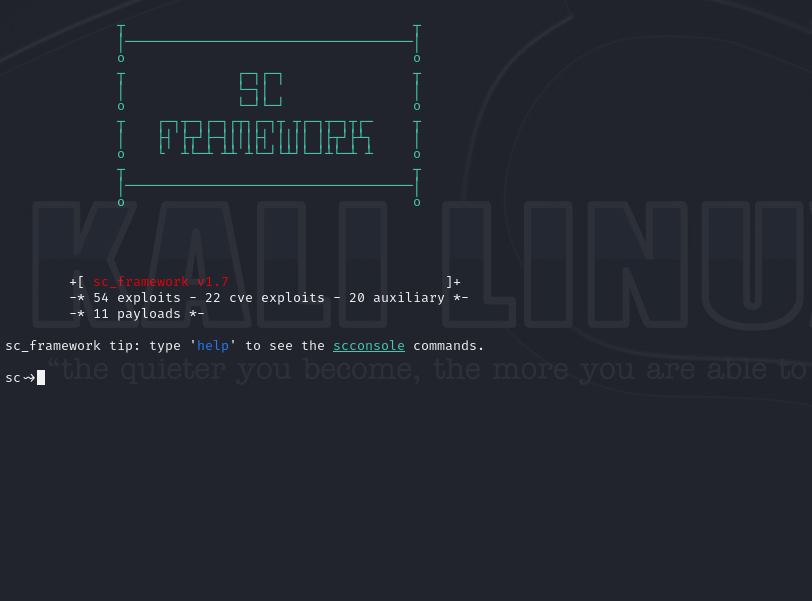 SC
FRAMEWORK
KALI LINU
+[ sc_framework v1.7 ]+
-* 54 exploits - 22 cve exploits - 20 auxiliary *-
-* 11 payloads *-
sc_framework tip: type 'help' to see the scconsole commands.
“the quieter you become, the more you are able to
sc~>